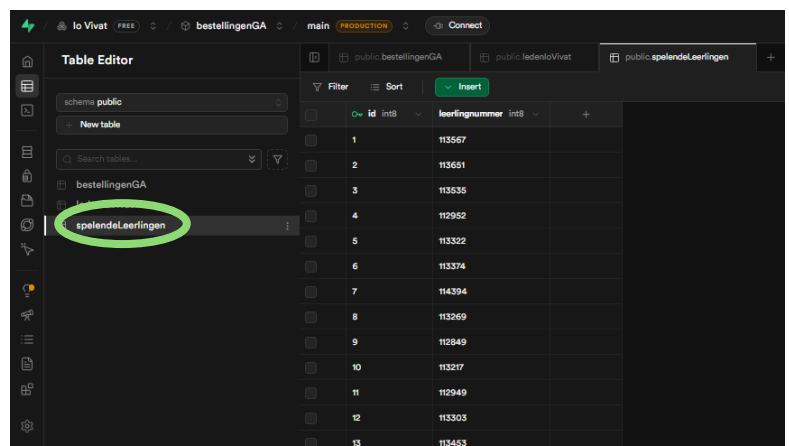 Io Vivat FREE / bestellingenGA / main PRODUCTION Connect
Table Editor
public.bestellingenGA public.ledenIoVivat public.spelendeLeerlingen
Filter Sort Insert
schema public
New table
Search tables...
bestellingenGA
spelendeLeerlingen
id int8 leerlingnummer int8
1 113567
2 113651
3 113535
4 112952
5 113322
6 113374
7 114394
8 113269
9 112849
10 113217
11 112949
12 113303
13 113453